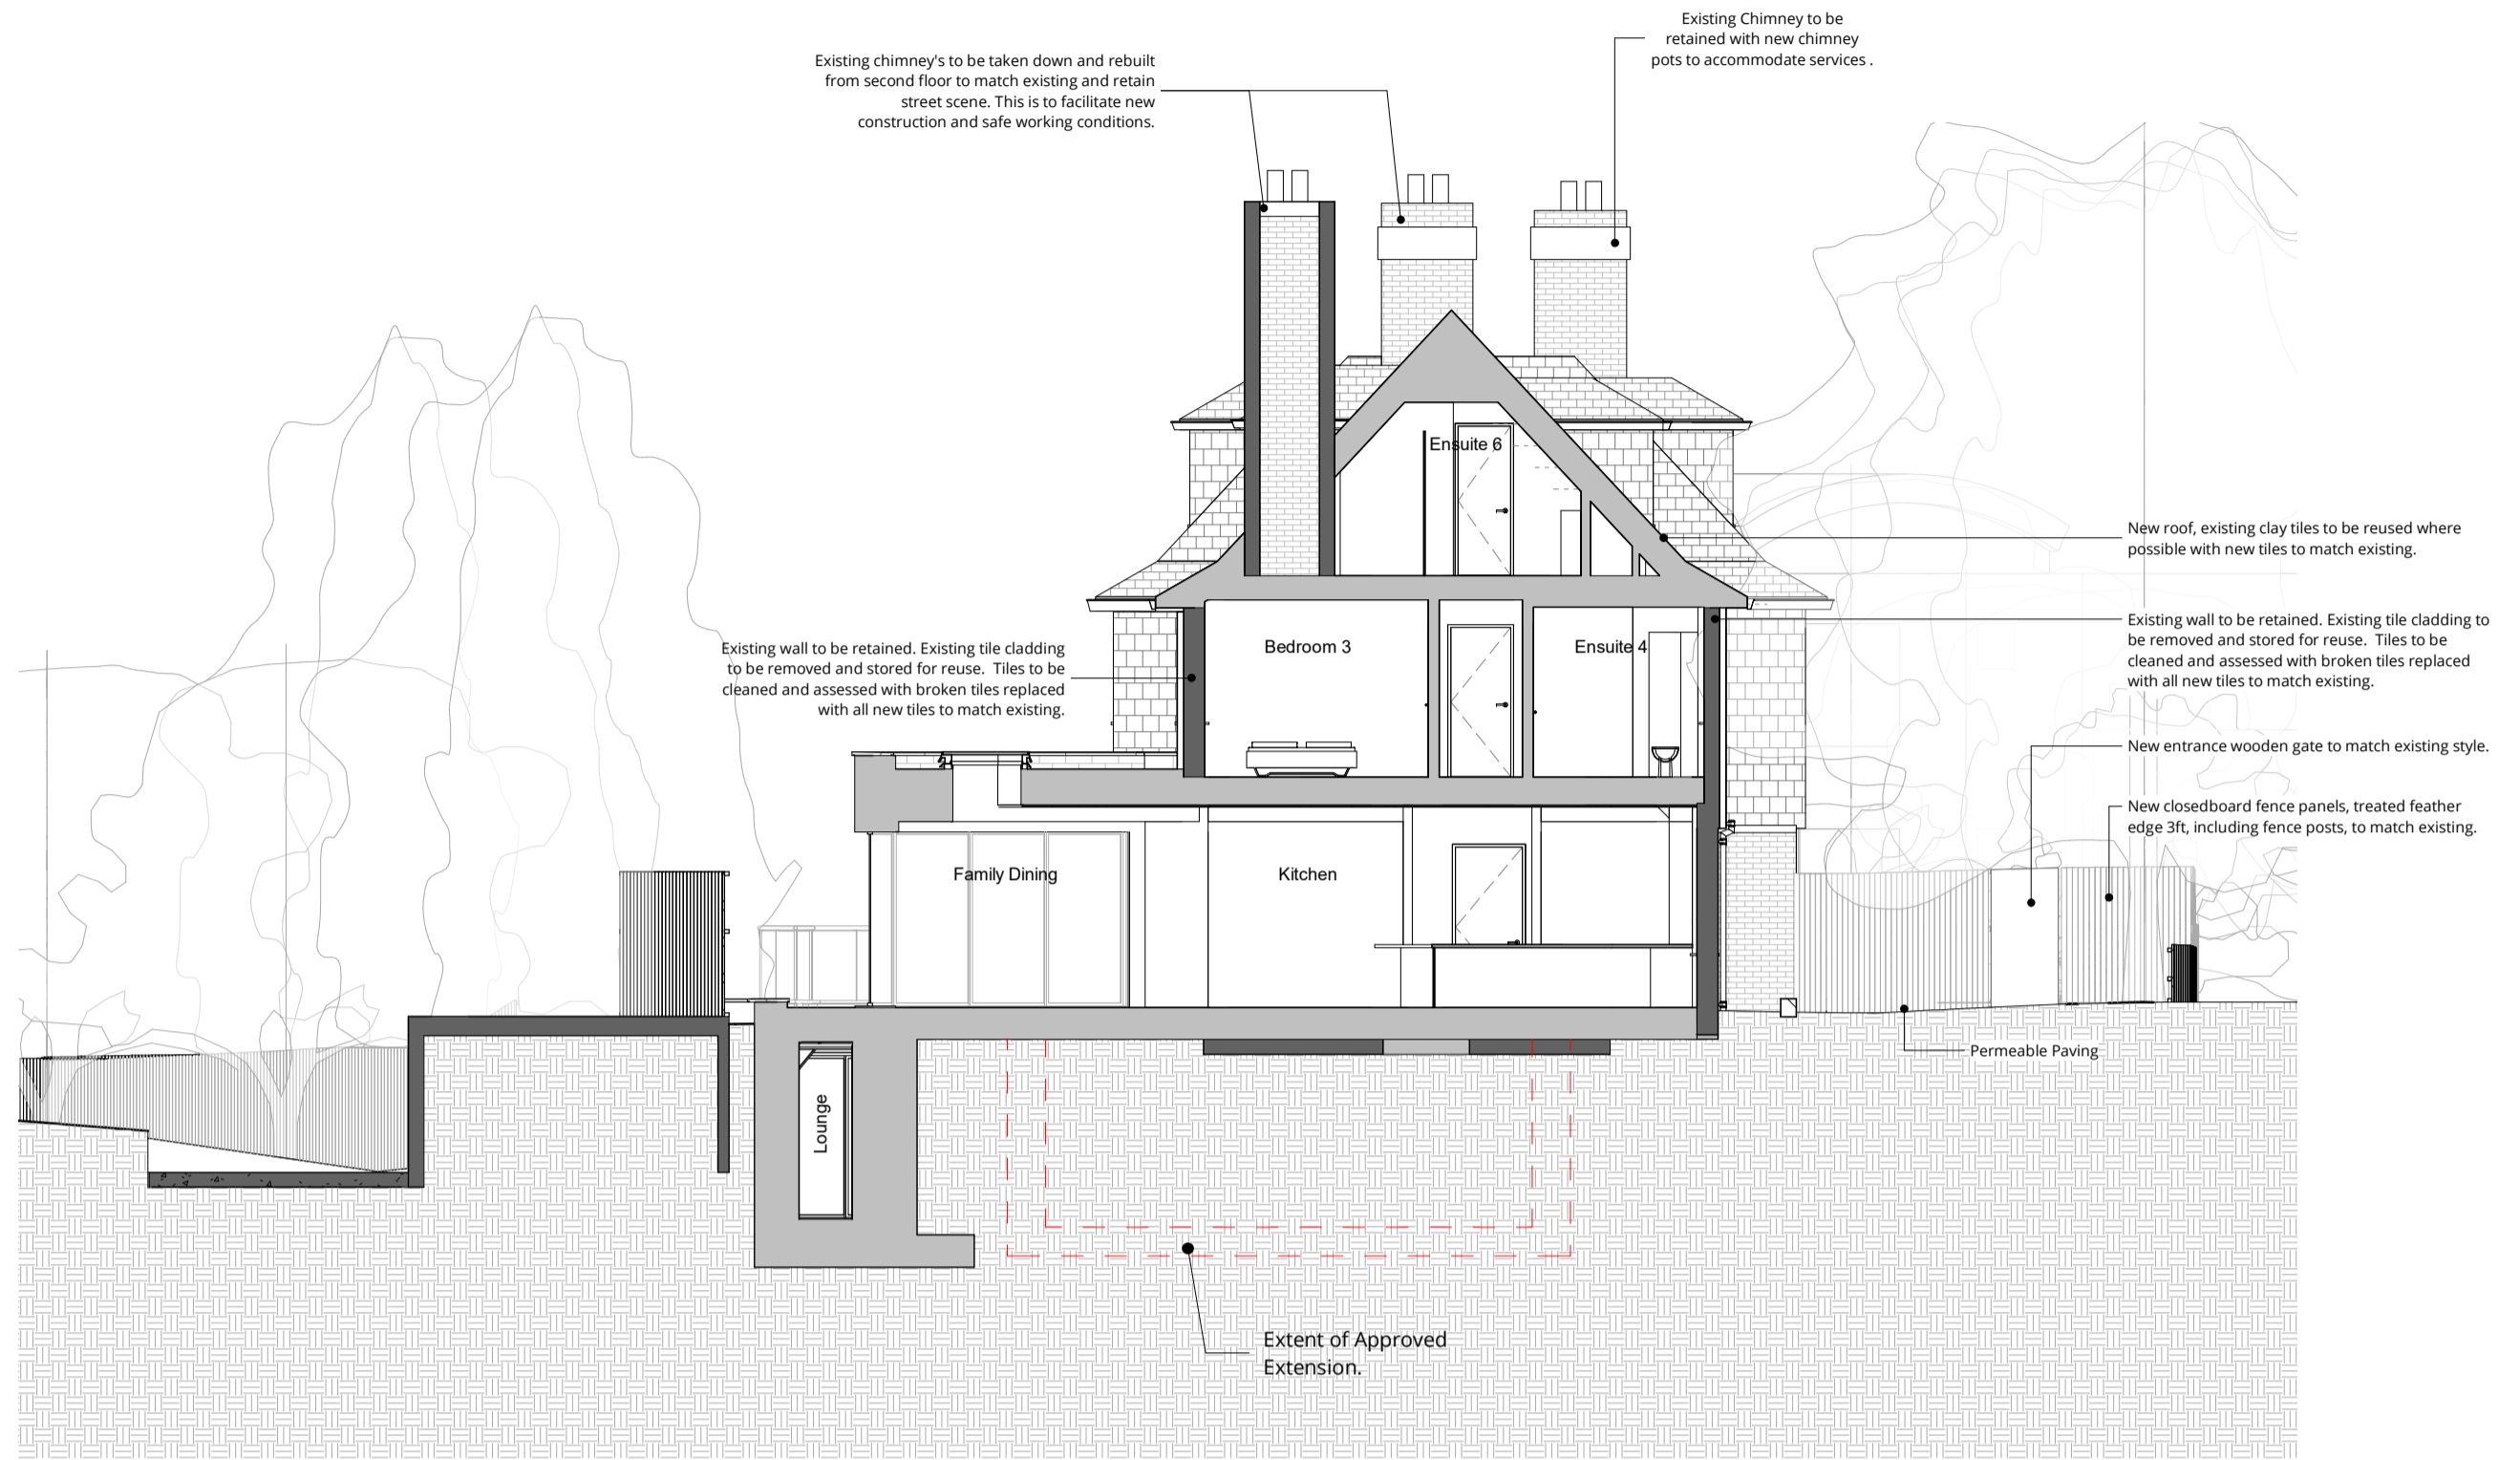 Existing Chimney to be
retained with new chimney
pots to accommodate services .
Existing chimney's to be taken down and rebuilt
from second floor to match existing and retain
street scene. This is to facilitate new
construction and safe working conditions.
Ensuite 6
New roof, existing clay tiles to be reused where
possible with new tiles to match existing.
Existing wall to be retained. Existing tile cladding to
be removed and stored for reuse.  Tiles to be
cleaned and assessed with broken tiles replaced
with all new tiles to match existing.
Existing wall to be retained. Existing tile cladding
to be removed and stored for reuse.  Tiles to be
cleaned and assessed with broken tiles replaced
with all new tiles to match existing.
Bedroom 3
Ensuite 4
New entrance wooden gate to match existing style.
New closedboard fence panels, treated feather
edge 3ft, including fence posts, to match existing.
Family Dining
Kitchen
Permeable Paving
Lounge
Extent of Approved
Extension.